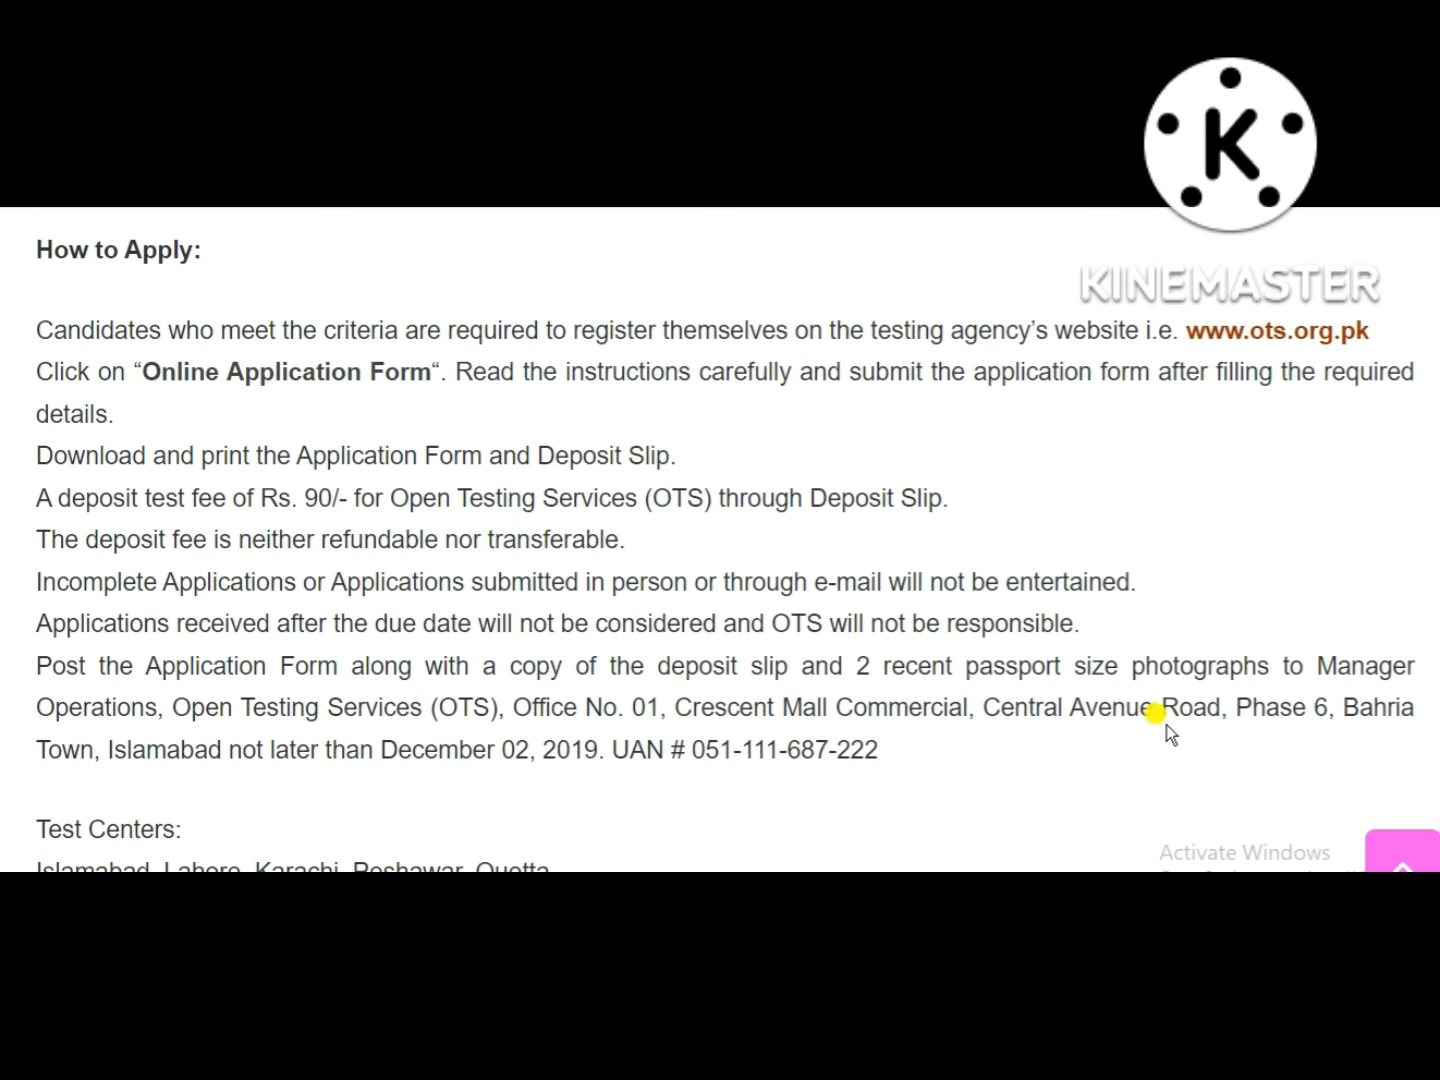 K
KINEMASTER
How to Apply:
Candidates who meet the criteria are required to register themselves on the testing agency’s website i.e. www.ots.org.pk
Click on “Online Application Form“. Read the instructions carefully and submit the application form after filling the required
details.
Download and print the Application Form and Deposit Slip.
A deposit test fee of Rs. 90/- for Open Testing Services (OTS) through Deposit Slip.
The deposit fee is neither refundable nor transferable.
Incomplete Applications or Applications submitted in person or through e-mail will not be entertained.
Applications received after the due date will not be considered and OTS will not be responsible.
Post the Application Form along with a copy of the deposit slip and 2 recent passport size photographs to Manager
Operations, Open Testing Services (OTS), Office No. 01, Crescent Mall Commercial, Central Avenue Road, Phase 6, Bahria
Town, Islamabad not later than December 02, 2019. UAN # 051-111-687-222
Test Centers:
Islamabad, Lahore, Karachi, Peshawar, Quetta
Activate Windows